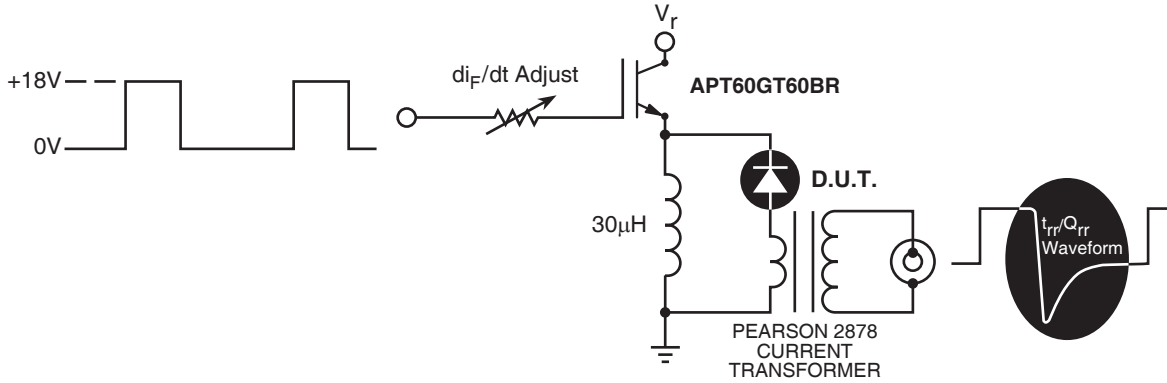 V_r
+18V
di_F/dt Adjust
APT60GT60BR
0V
D.U.T.
30μH
t_rr/Q_rr
Waveform
PEARSON 2878
CURRENT
TRANSFORMER